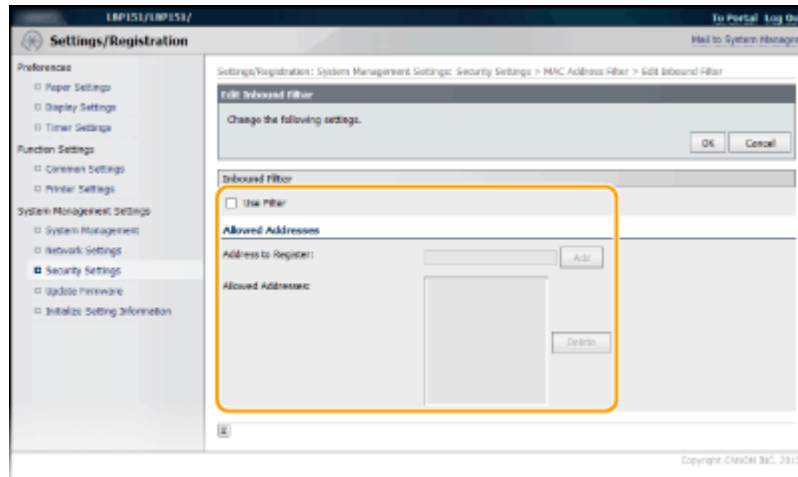 LBP151/LBP151/
To Portal Log Ou
Settings/Registration
Mail to System Manager
Preferences
Paper Settings
Display Settings
Timer Settings
Function Settings
Common Settings
Printer Settings
System Management Settings
System Management
Network Settings
Security Settings
Update Firmware
Initialize Setting Information
Settings/Registration: System Management Settings: Security Settings > MAC Address Filter > Edit Inbound Filter
Edit Inbound Filter
Change the following settings.
OK Cancel
Inbound Filter
Use Filter
Allowed Addresses
Address to Register:
Add
Allowed Addresses:
Delete
Copyright CANON INC. 201